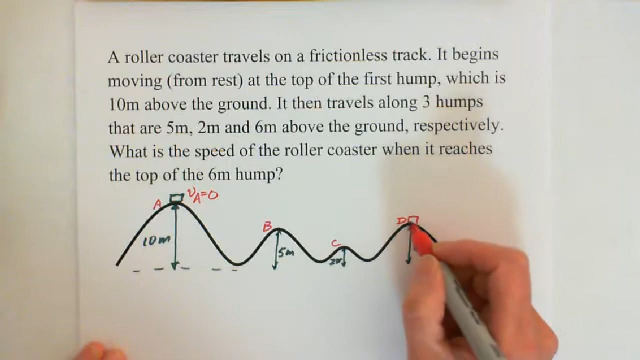 A roller coaster travels on a frictionless track. It begins
moving (from rest) at the top of the first hump, which is
10m above the ground. It then travels along 3 humps
that are 5m, 2m and 6m above the ground, respectively.
What is the speed of the roller coaster when it reaches
the top of the 6m hump?
A vA=0
B
C
D
10m
5m
2m